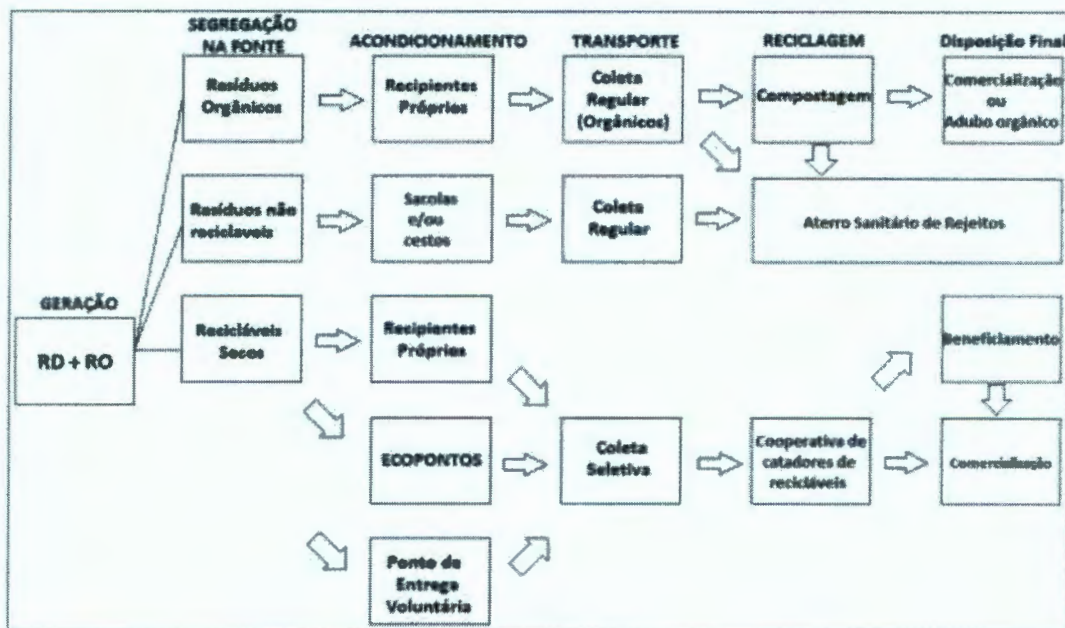 SEGREGAÇÃO
NA FONTE
ACONDICIONAMENTO
TRANSPORTE
RECICLAGEM
Disposição Final
Resíduos
Orgânicos
Recipientes
Próprios
Coleta
Regular
(Orgânicos)
Compostagem
Comercialização
ou
Adubo orgânico
Resíduos não
reciclaveis
Sacolas
e/ou
cestos
Coleta
Regular
Aterro Sanitário de Rejeitos
GERAÇÃO
RD + RO
Recicláveis
Secos
Recipientes
Próprios
Beneficiamento
ECOPONTOS
Coleta
Seletiva
Cooperativa de
catadores de
recicláveis
Comercialização
Ponto de
Entrega
Voluntária